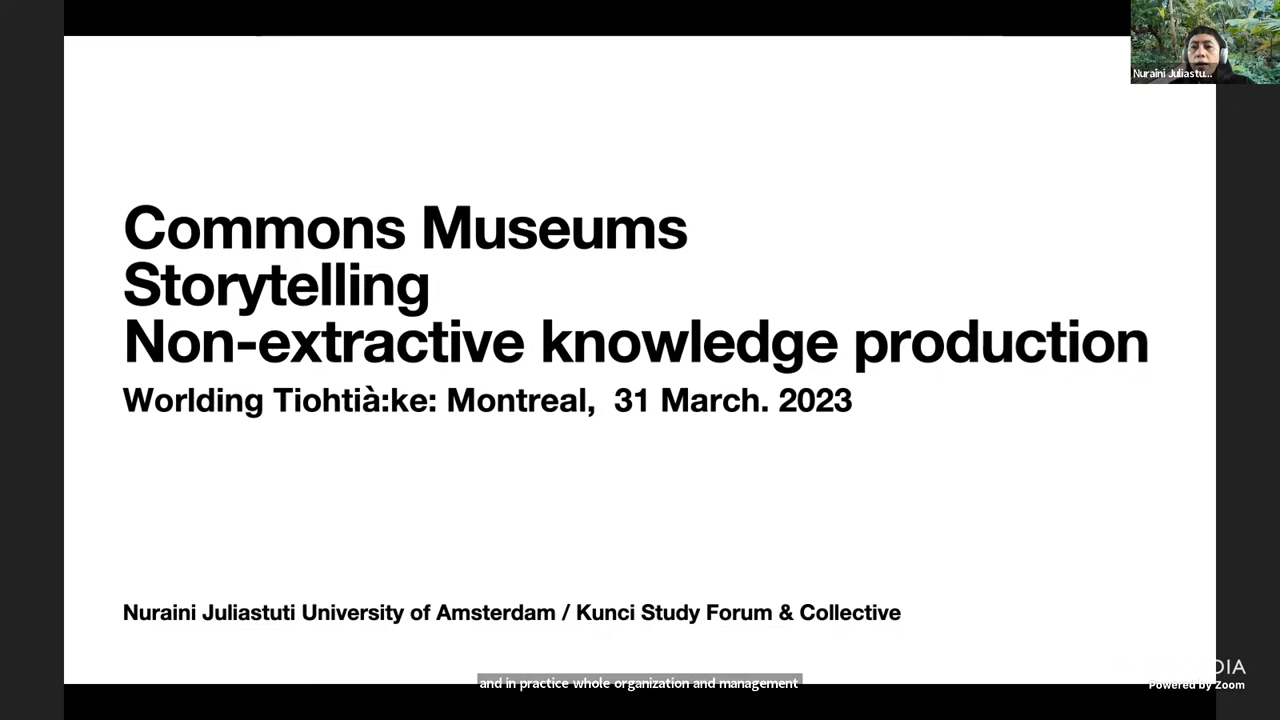 Nuraini Juliastu...
Commons Museums
Storytelling
Non-extractive knowledge production
Worlding Tiohtià:ke: Montreal,  31 March. 2023
Nuraini Juliastuti University of Amsterdam / Kunci Study Forum & Collective
and in practice whole organization and management
DIA
Powered by Zoom